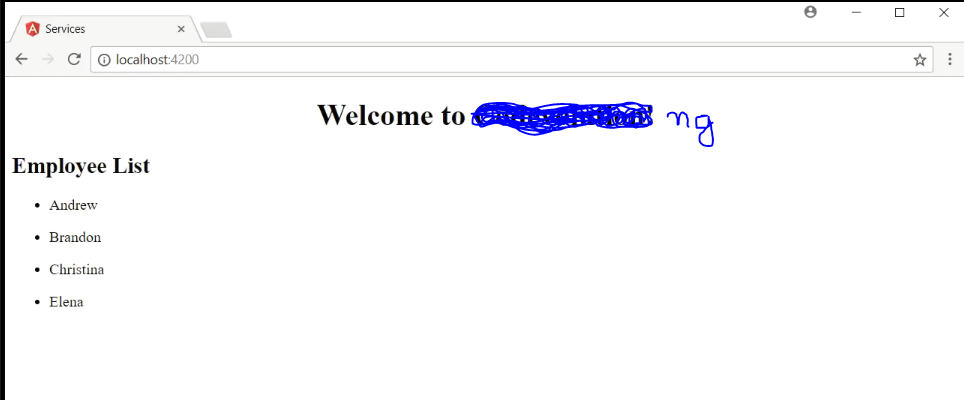 Services
localhost:4200
Welcome to ng
Employee List
Andrew
Brandon
Christina
Elena